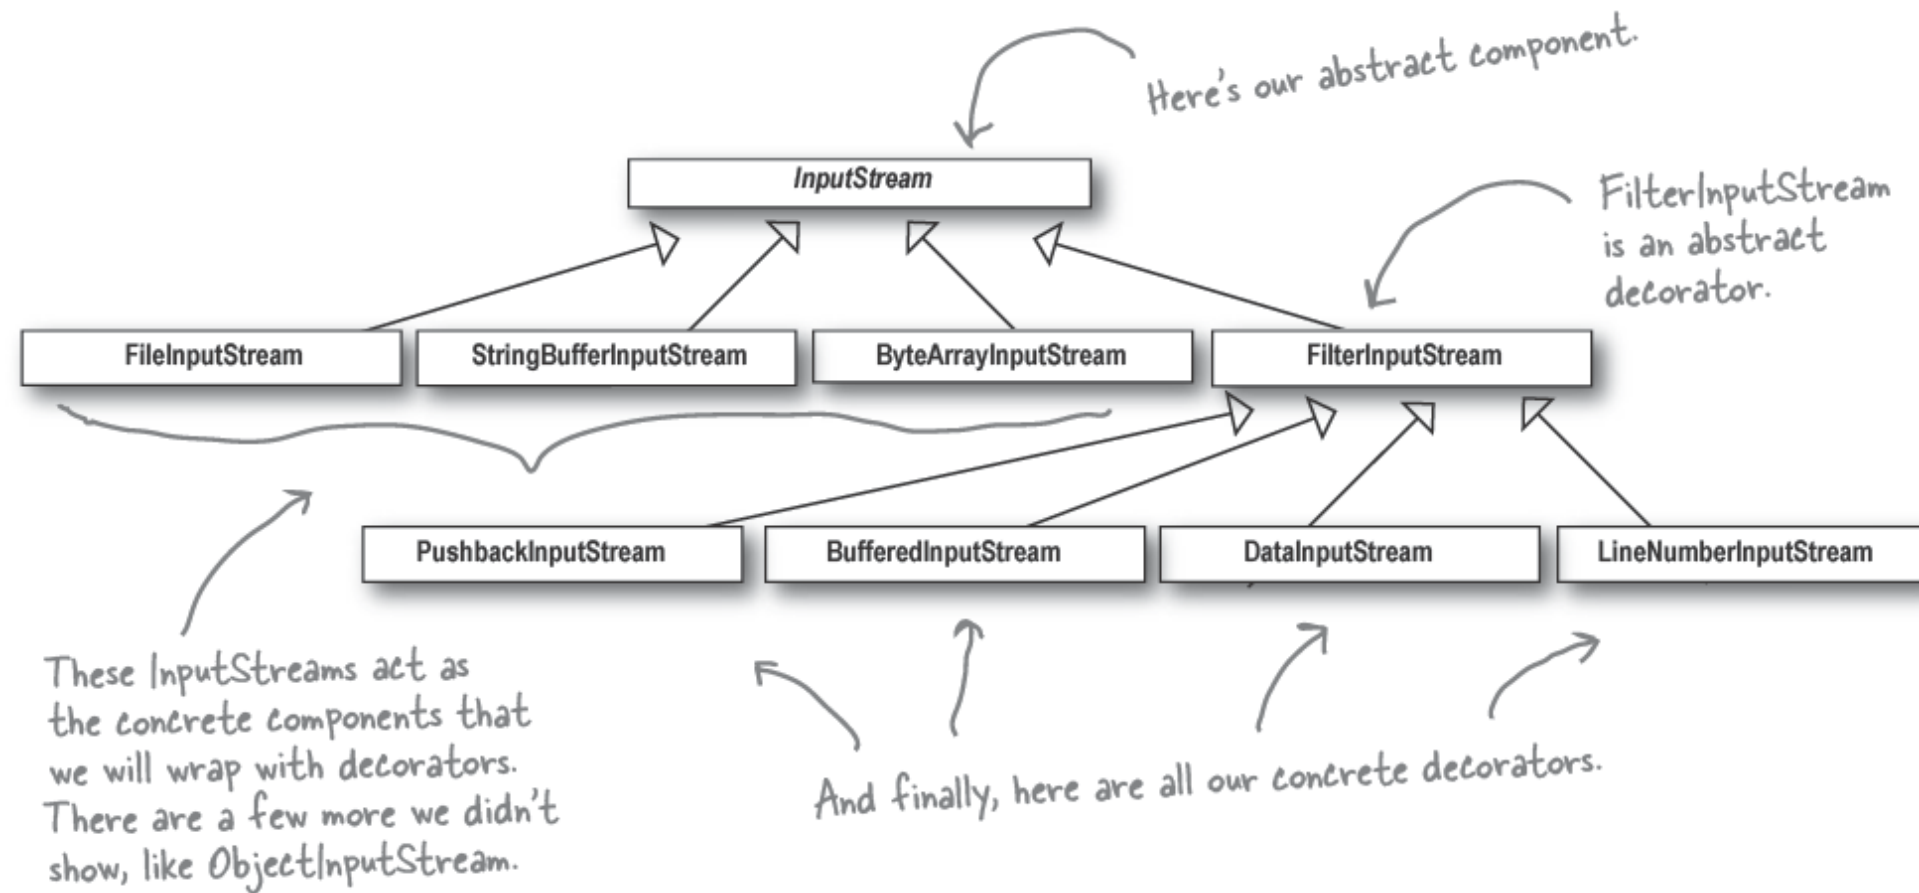 Here's our abstract component.
InputStream
FilterInputStream
is an abstract
decorator.
FileInputStream
StringBufferInputStream
ByteArrayInputStream
FilterInputStream
PushbackInputStream
BufferedInputStream
DataInputStream
LineNumberInputStream
These InputStreams act as
the concrete components that
we will wrap with decorators.
There are a few more we didn't
show, like ObjectInputStream.
And finally, here are all our concrete decorators.